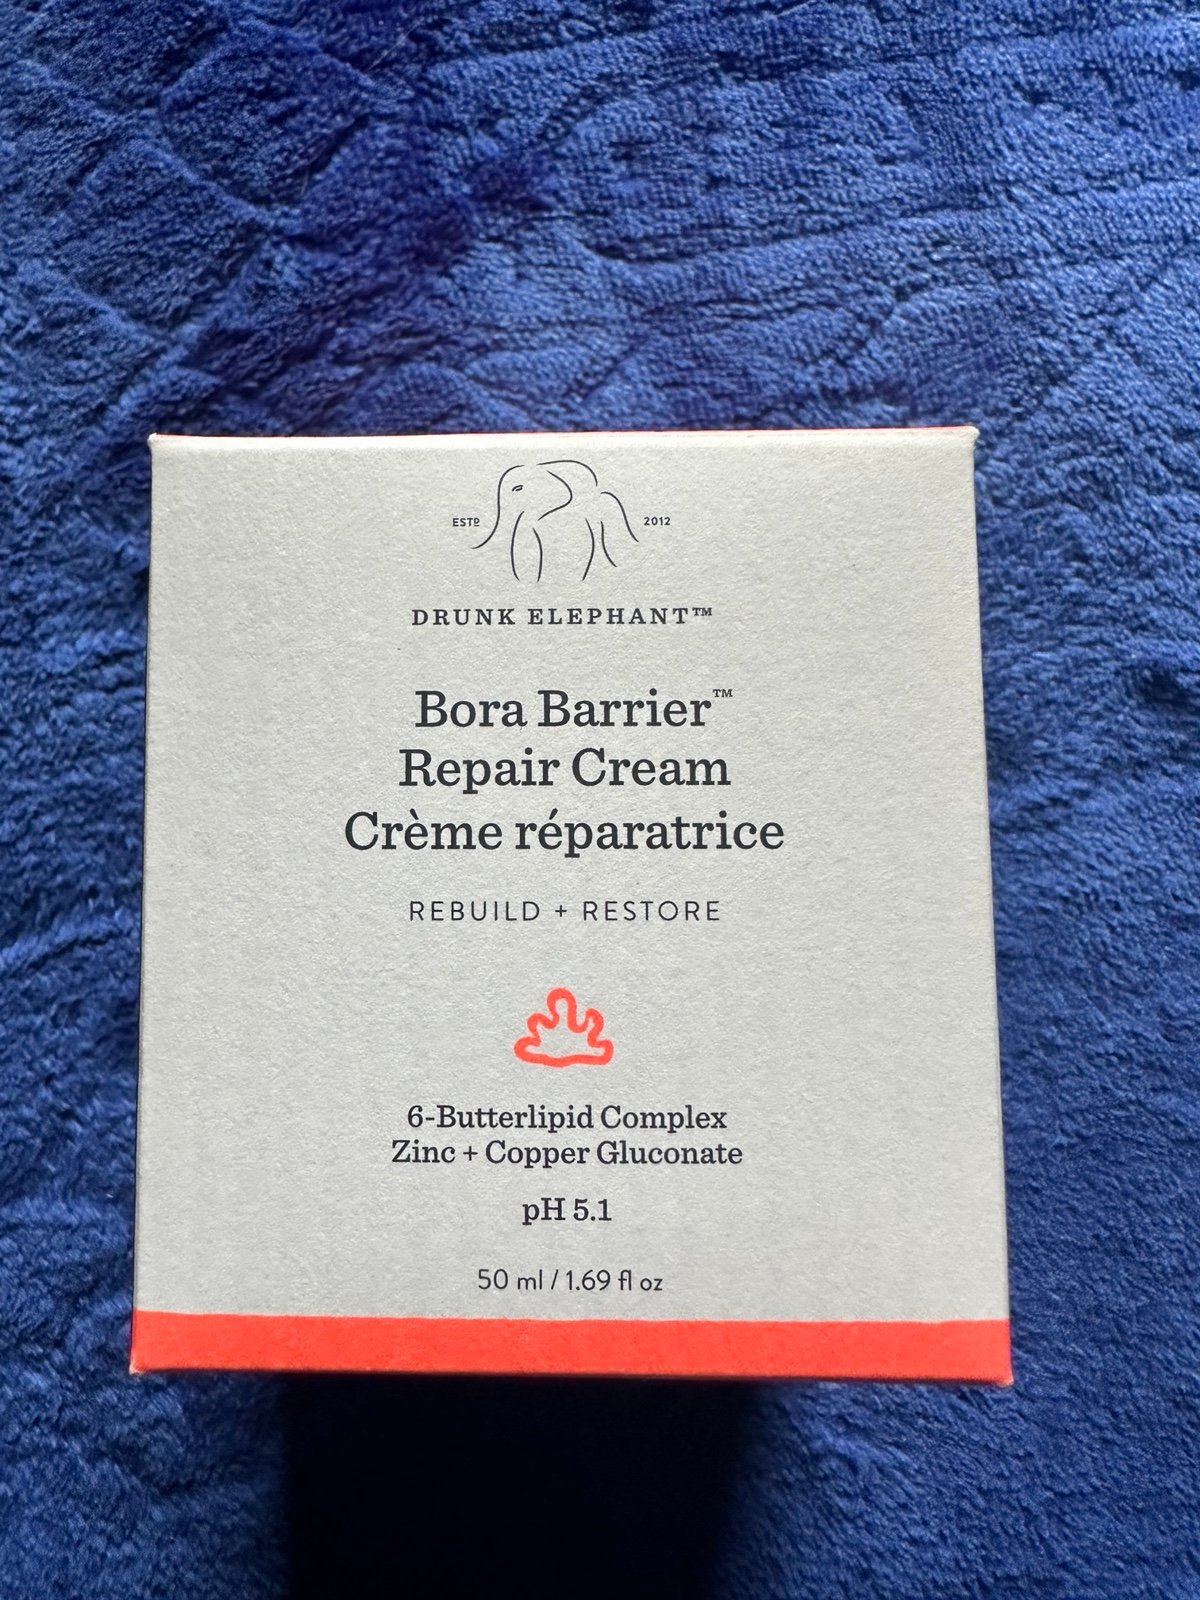 ESTD 2012
DRUNK ELEPHANT™
Bora Barrier™
Repair Cream
Crème réparatrice
REBUILD + RESTORE
6-Butterlipid Complex
Zinc + Copper Gluconate
pH 5.1
50 ml / 1.69 fl oz